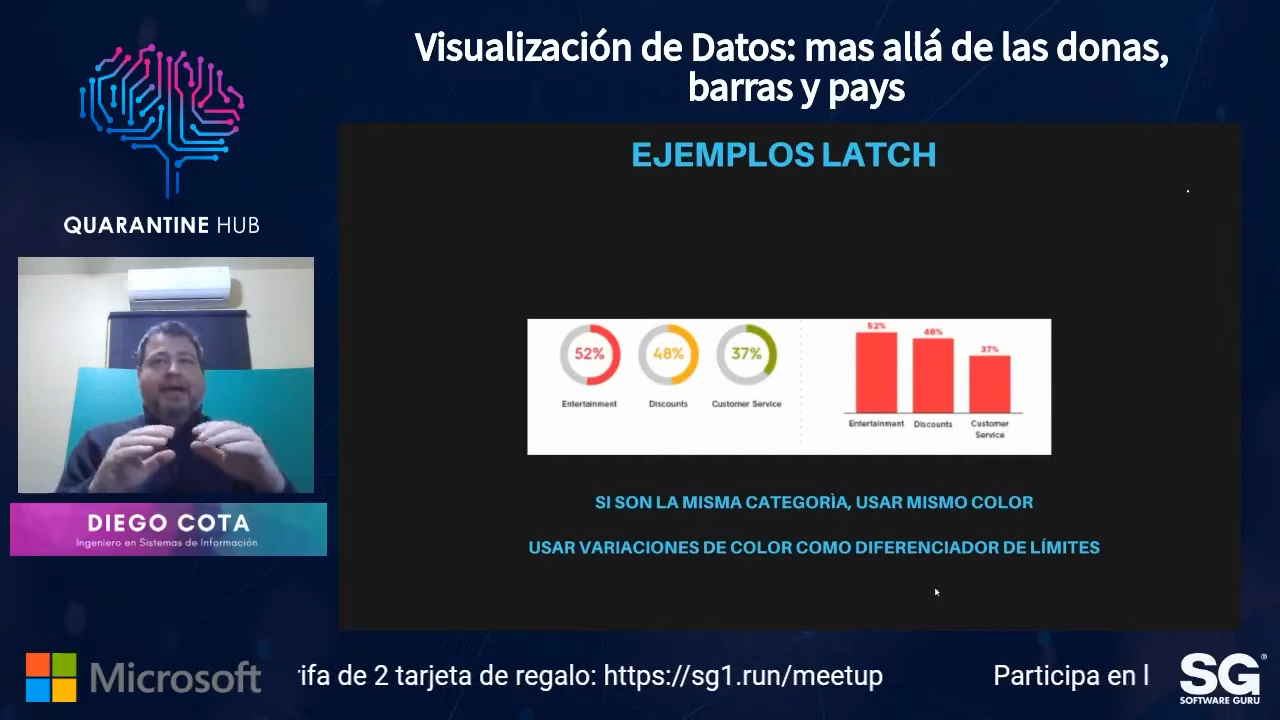 Visualización de Datos: mas allá de las donas,
barras y pays
QUARANTINE HUB
EJEMPLOS LATCH
52%
48%
37%
Entertainment
Discounts
Customer Service
52%
48%
37%
Entertainment
Discounts
Customer
Service
SI SON LA MISMA CATEGORÌA, USAR MISMO COLOR
USAR VARIACIONES DE COLOR COMO DIFERENCIADOR DE LÍMITES
DIEGO COTA
Ingeniero en Sistemas de Información
Microsoft
ifa de 2 tarjeta de regalo: https://sg1.run/meetup
Participa en l
SG
SOFTWARE GURU